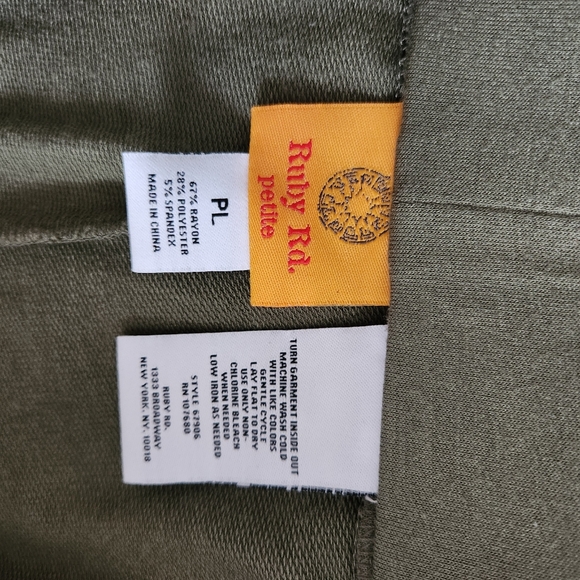 Ruby Rd.
petite
PL
67% RAYON
28% POLYESTER
5% SPANDEX
MADE IN CHINA
TURN GARMENT INSIDE OUT
MACHINE WASH COLD
WITH LIKE COLORS
GENTLE CYCLE
LAY FLAT TO DRY
USE ONLY NON-
CHLORINE BLEACH
WHEN NEEDED
LOW IRON AS NEEDED
STYLE 67906
RN 107680
RUBY RD.
1333 BROADWAY
NEW YORK. NY. 10018